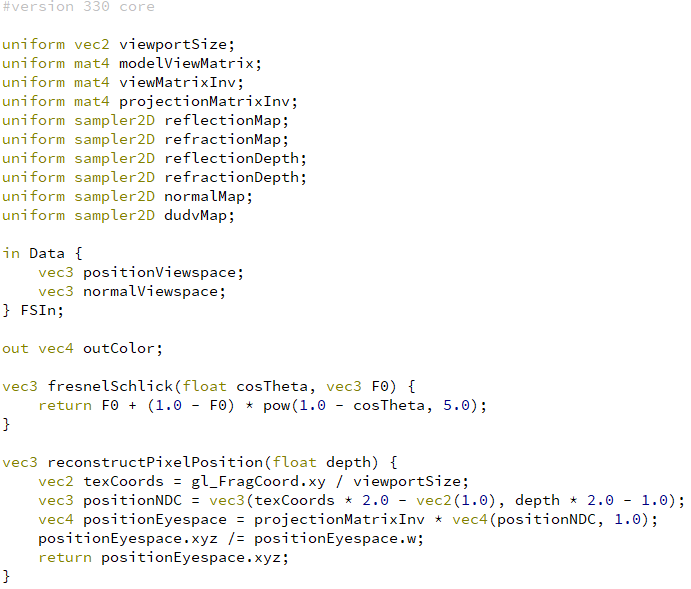 #version 330 core

uniform vec2 viewportSize;
uniform mat4 modelViewMatrix;
uniform mat4 viewMatrixInv;
uniform mat4 projectionMatrixInv;
uniform sampler2D reflectionMap;
uniform sampler2D refractionMap;
uniform sampler2D reflectionDepth;
uniform sampler2D refractionDepth;
uniform sampler2D normalMap;
uniform sampler2D dudvMap;

in Data {
    vec3 positionViewspace;
    vec3 normalViewspace;
} FSIn;

out vec4 outColor;

vec3 fresnelSchlick(float cosTheta, vec3 F0) {
    return F0 + (1.0 - F0) * pow(1.0 - cosTheta, 5.0);
}

vec3 reconstructPixelPosition(float depth) {
    vec2 texCoords = gl_FragCoord.xy / viewportSize;
    vec3 positionNDC = vec3(texCoords * 2.0 - vec2(1.0), depth * 2.0 - 1.0);
    vec4 positionEyespace = projectionMatrixInv * vec4(positionNDC, 1.0);
    positionEyespace.xyz /= positionEyespace.w;
    return positionEyespace.xyz;
}